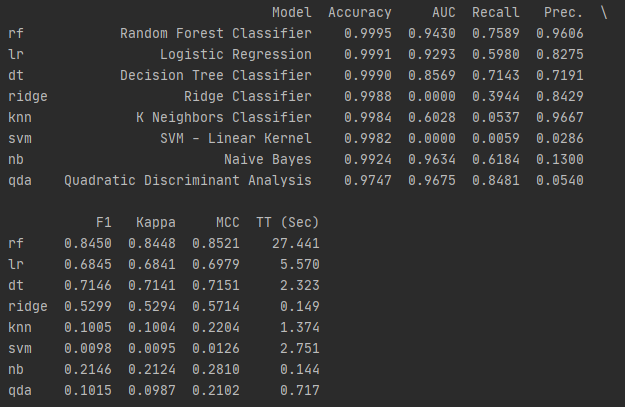 Model Accuracy AUC Recall Prec. \
rf Random Forest Classifier 0.9995 0.9430 0.7589 0.9606
lr Logistic Regression 0.9991 0.9293 0.5980 0.8275
dt Decision Tree Classifier 0.9990 0.8569 0.7143 0.7191
ridge Ridge Classifier 0.9988 0.0000 0.3944 0.8429
knn K Neighbors Classifier 0.9984 0.6028 0.0537 0.9667
svm SVM - Linear Kernel 0.9982 0.0000 0.0059 0.0286
nb Naive Bayes 0.9924 0.9634 0.6184 0.1300
qda Quadratic Discriminant Analysis 0.9747 0.9675 0.8481 0.0540
F1 Kappa MCC TT (Sec)
rf 0.8450 0.8448 0.8521 27.441
lr 0.6845 0.6841 0.6979 5.570
dt 0.7146 0.7141 0.7151 2.323
ridge 0.5299 0.5294 0.5714 0.149
knn 0.1005 0.1004 0.2204 1.374
svm 0.0098 0.0095 0.0126 2.751
nb 0.2146 0.2124 0.2810 0.144
qda 0.1015 0.0987 0.2102 0.717